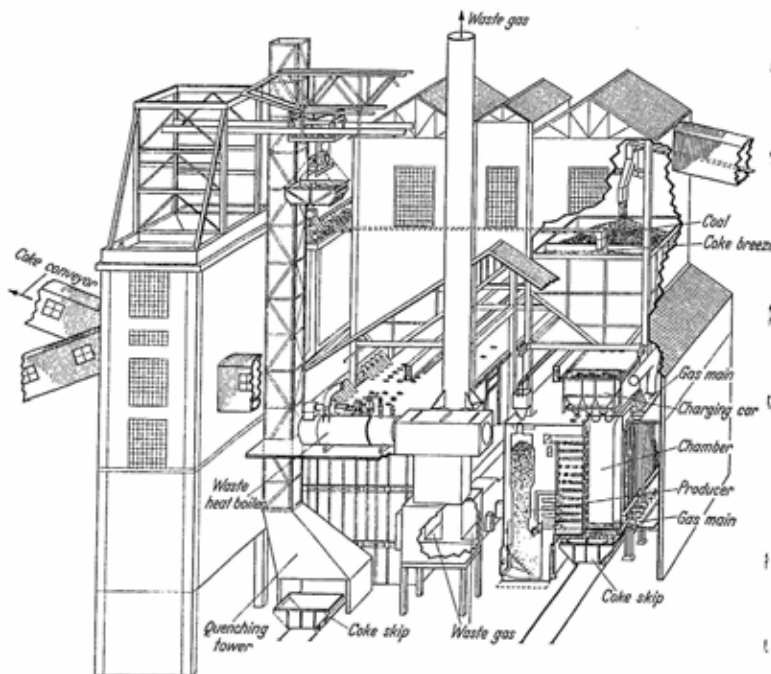 Waste gas
Coal
Coke breeze
Coke conveyor
Gas main
Charging car
Chamber
Waste
heat boiler
Producer
Gas main
Coke skip
Quenching
tower
Coke skip
Waste gas